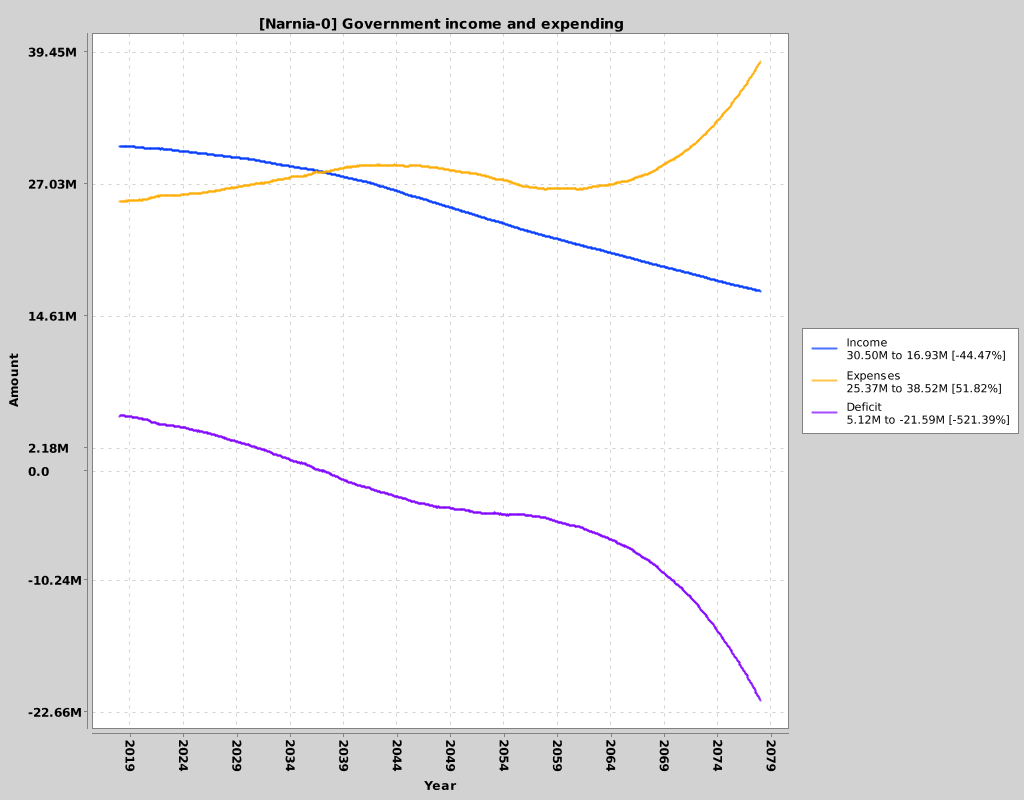 [Narnia-0] Government income and expending
39.45M
27.03M
14.61M
2.18M
0.0
-10.24M
-22.66M
Amount
2019
2024
2029
2034
2039
2044
2049
2054
2059
2064
2069
2074
2079
Year
Income
30.50M to 16.93M [-44.47%]
Expenses
25.37M to 38.52M [51.82%]
Deficit
5.12M to -21.59M [-521.39%]